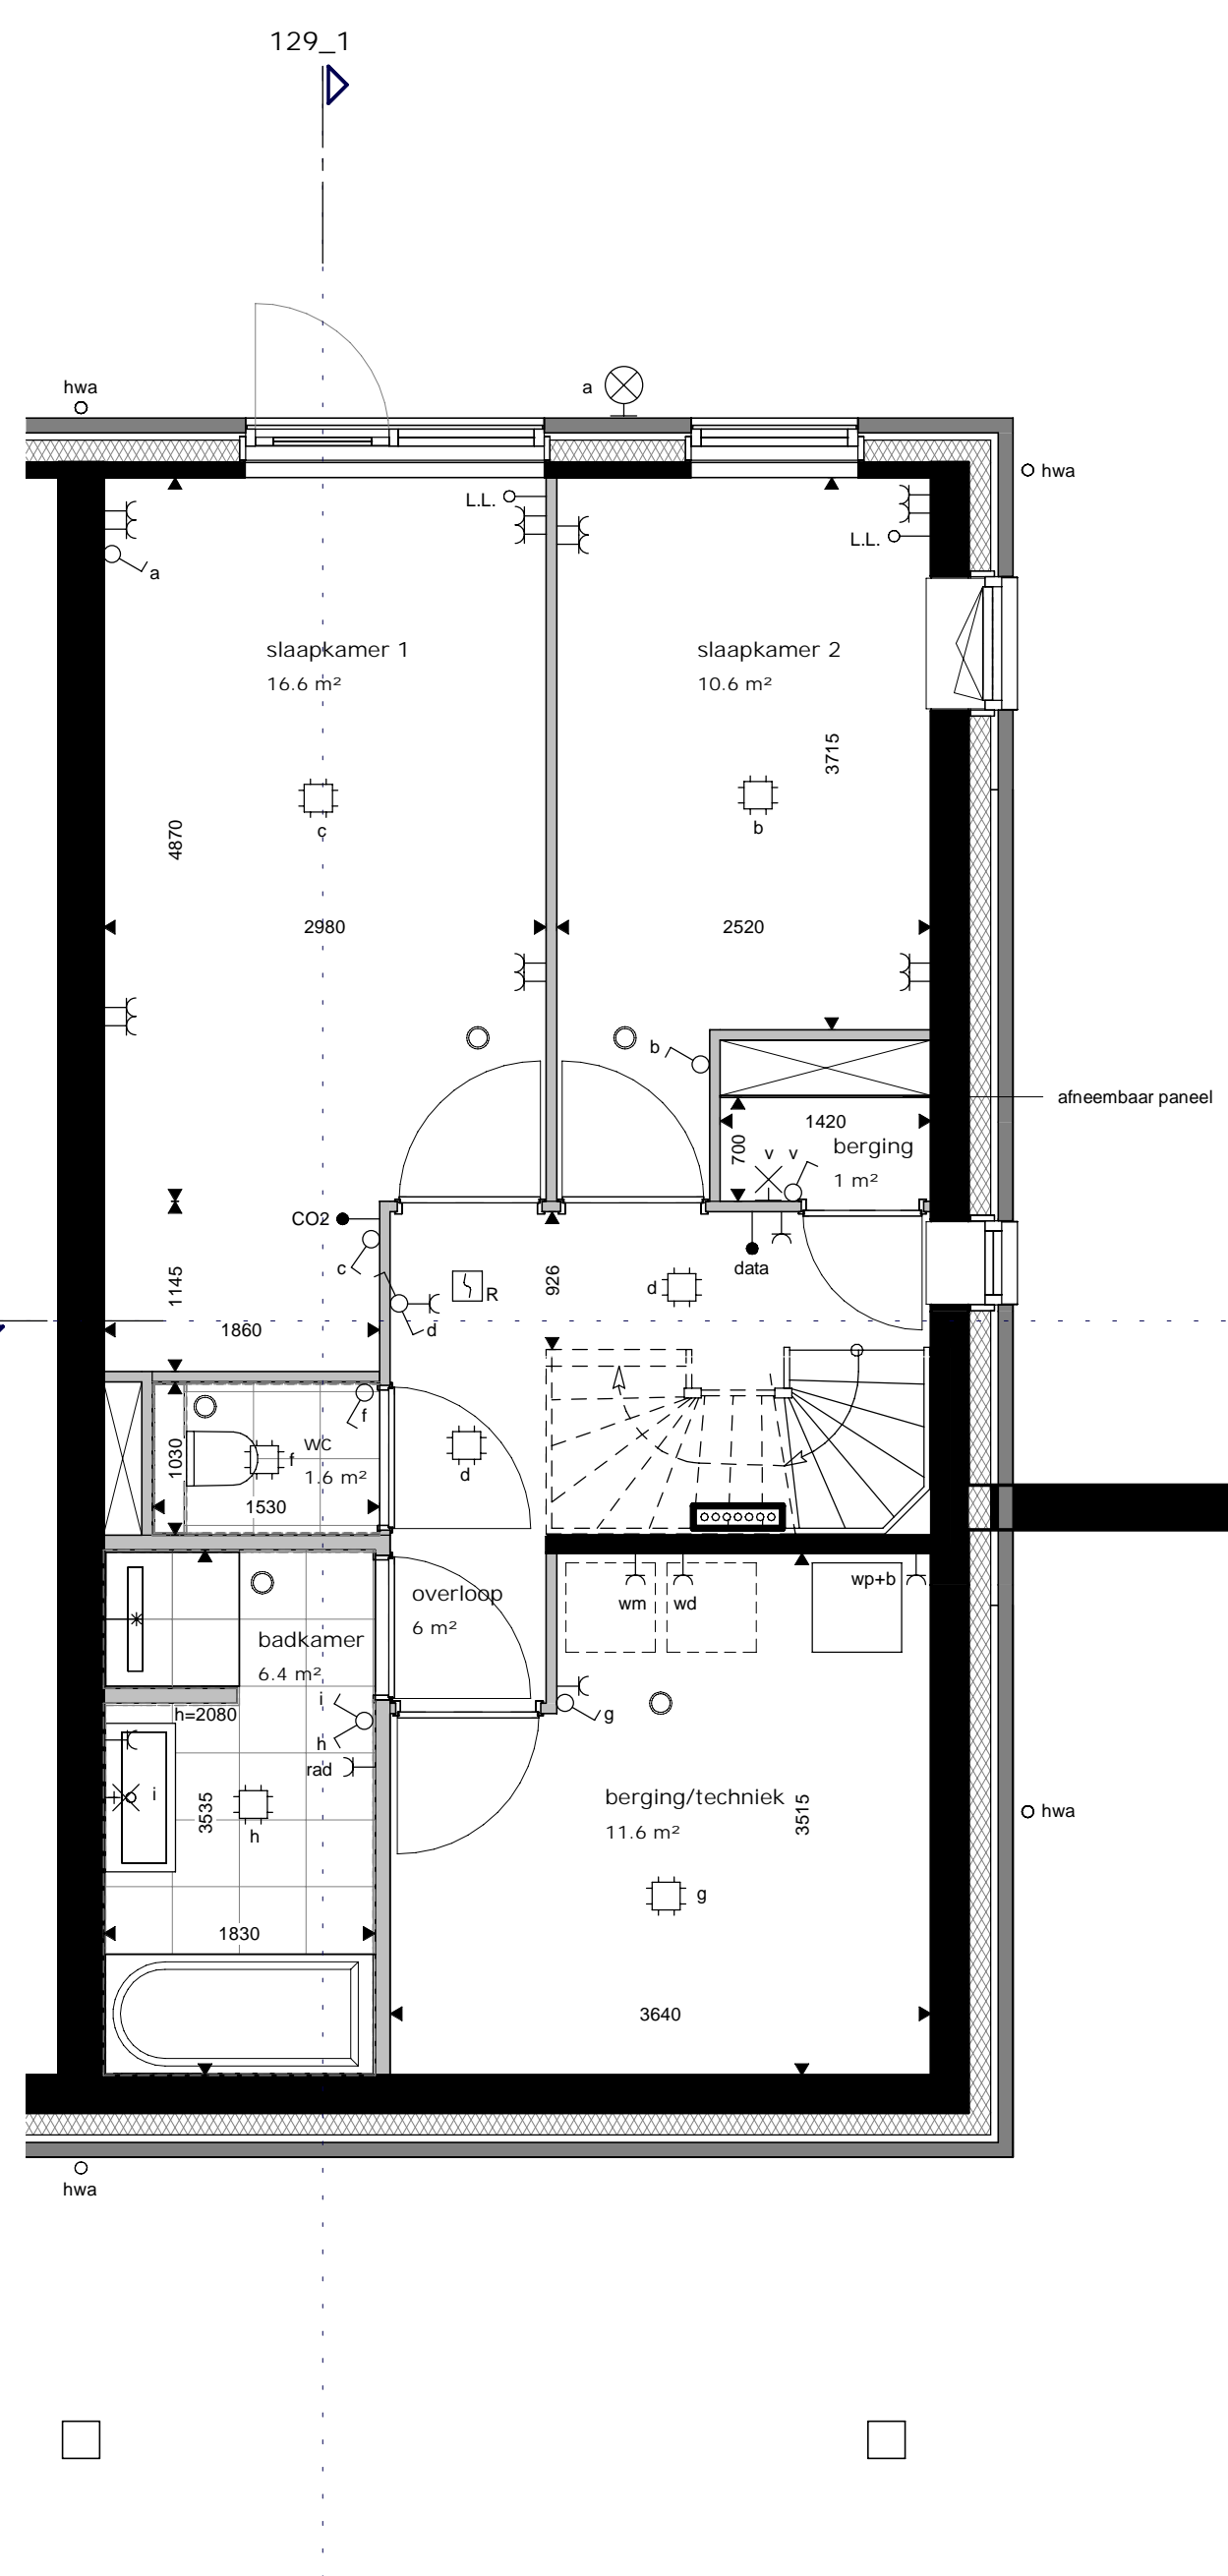 129_1
hwa
a
hwa
L.L.
L.L.
a
slaapkamer 1
16.6 m²
slaapkamer 2
10.6 m²
3715
4870
c
b
2980
2520
b
afneembaar paneel
1420
700
v
v
berging
1 m²
CO2
c
1145
1860
R
d
926
d
data
f
1030
f
wc
1.6 m²
1530
d
overloop
6 m²
wm
wd
wp+b
badkamer
6.4 m²
i
h=2080
h
rad
g
i
3535
h
berging/techniek
11.6 m²
3515
hwa
g
1830
3640
hwa